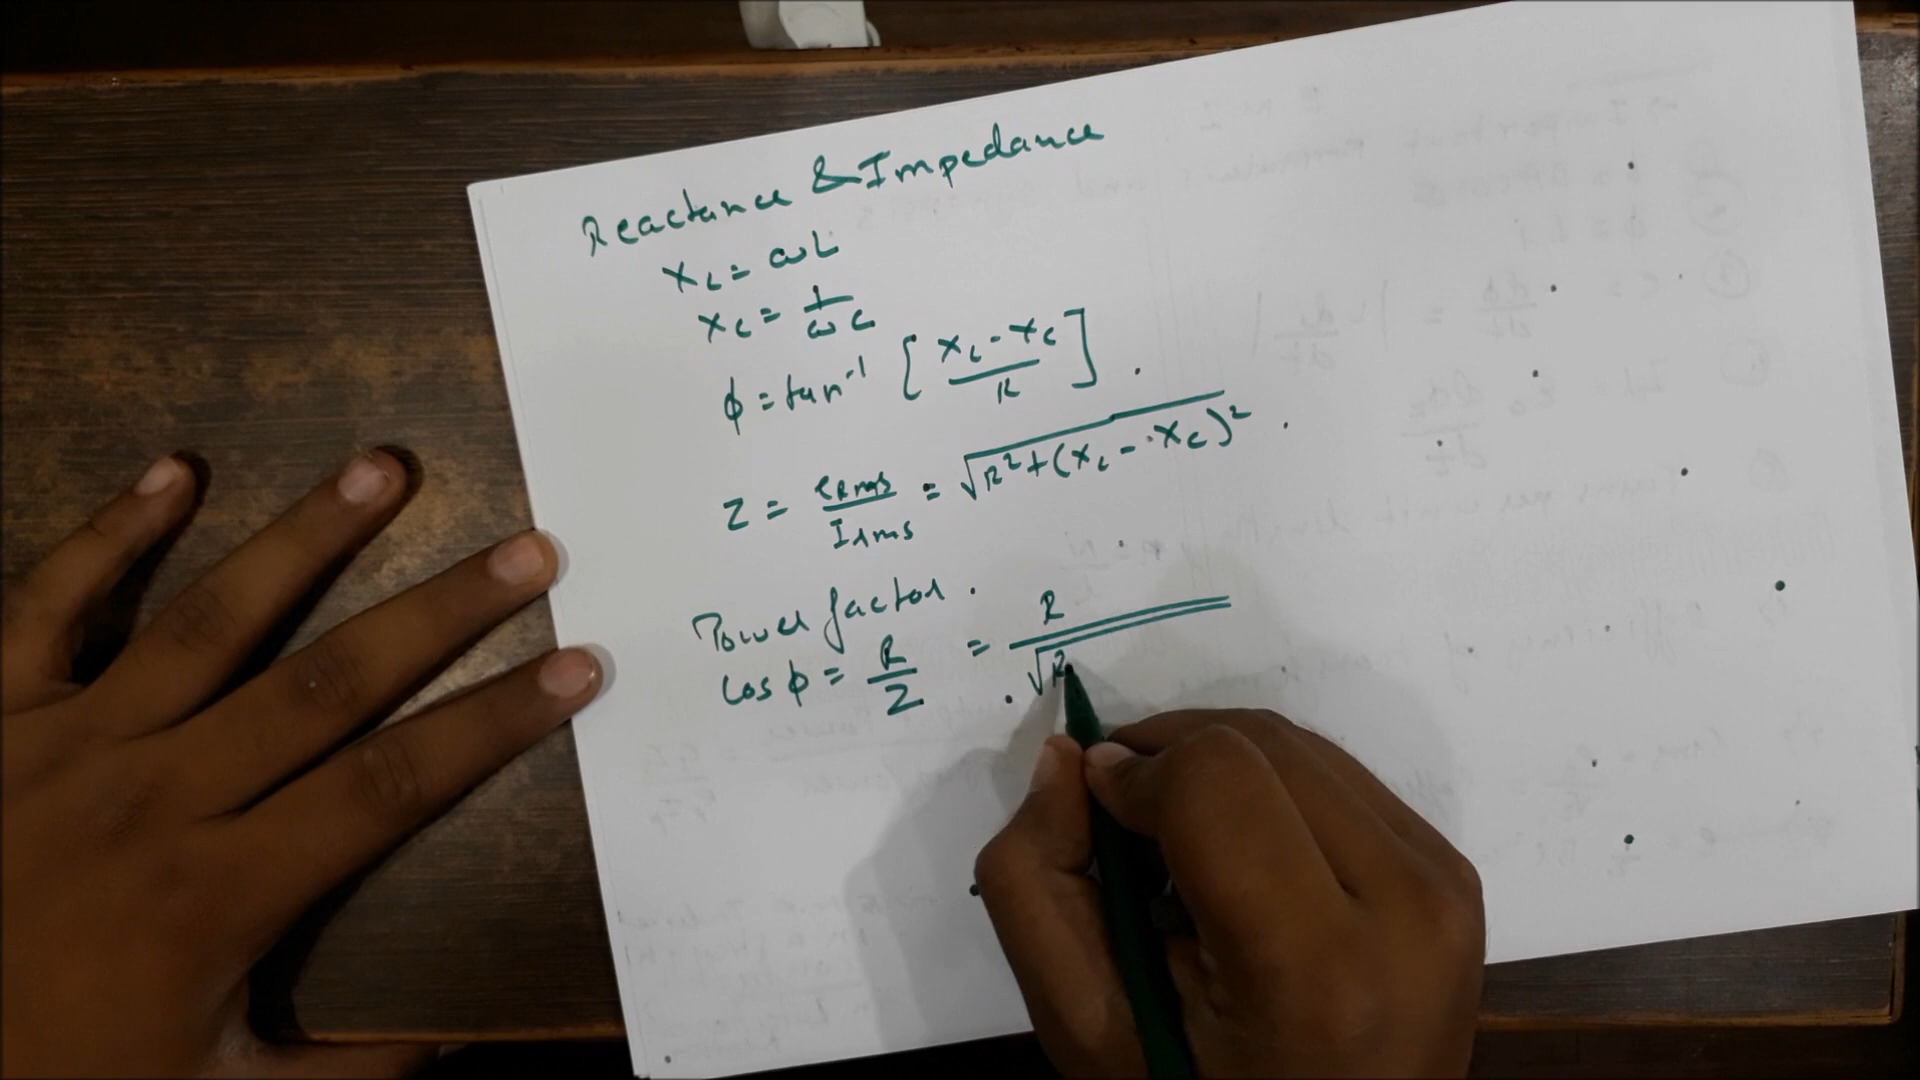 Reactance & Impedance
XL = ωL
XC = 1/ωC
ϕ = tan⁻¹ [XL - XC / R]
Z = eRms / Irms = √R² + (XL - XC)²
Power factor.
cos ϕ = R/Z = R / √R